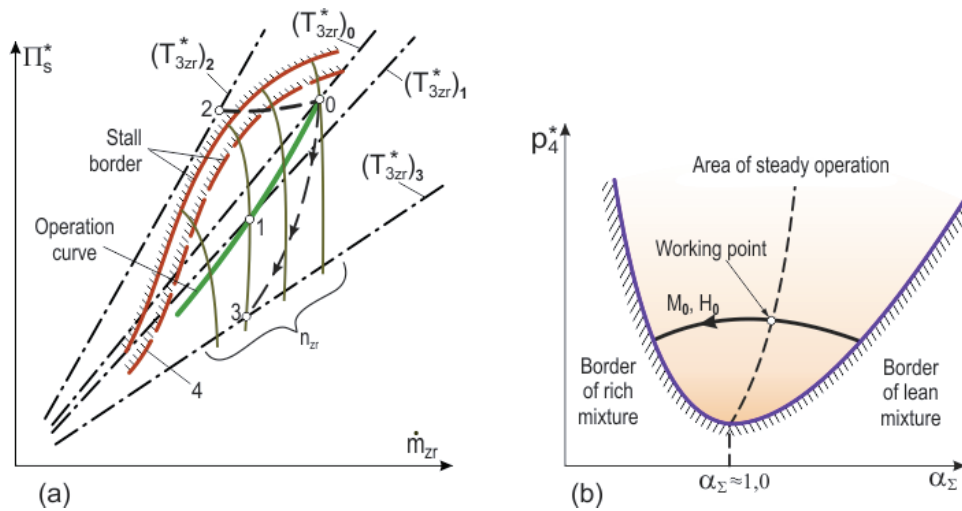 Π*s
(T*3zr)2
(T*3zr)0
(T*3zr)1
2
0
Stall
border
(T*3zr)3
Operation
curve
1
3
nzr
4
ṁzr
(a)
p*4
Area of steady operation
Working point
M0, H0
Border
of rich
mixture
Border
of lean
mixture
αΣ≈1,0
αΣ
(b)